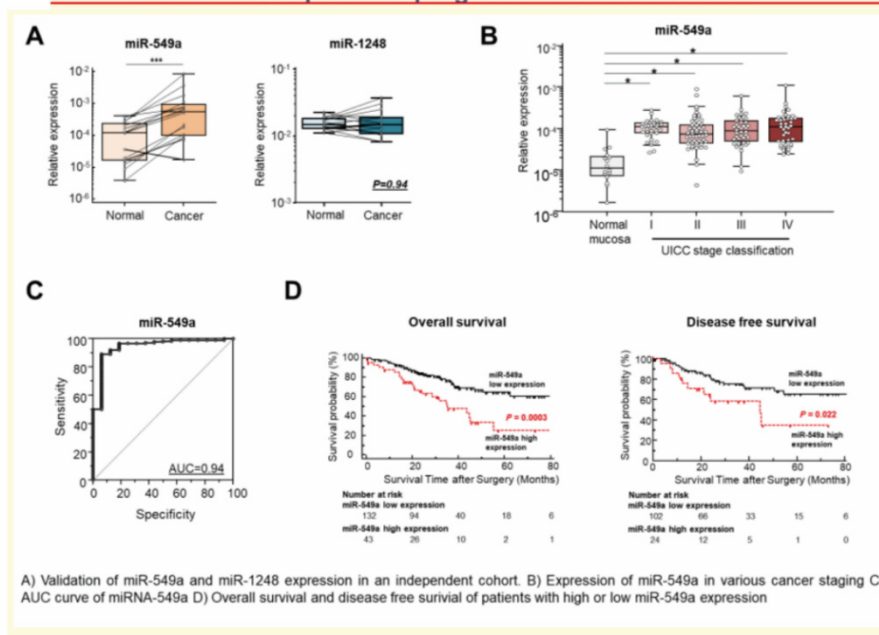 A
miR-549a
***
Relative expression
10-2
10-3
10-4
10-5
10-6
Normal
Cancer
miR-1248
Relative expression
10-1
10-2
10-3
P=0.94
Normal
Cancer
B
miR-549a
*
*
*
*
Relative expression
10-2
10-3
10-4
10-5
10-6
Normal mucosa
I
II
III
IV
UICC stage classification
C
miR-549a
Sensitivity
100
80
60
40
20
0
AUC=0.94
0 20 40 60 80 100
Specificity
D
Overall survival
Survival probability (%)
100
80
60
40
20
0
miR-549a
low expression
P = 0.0003
miR-549a high
expression
0 20 40 60 80
Survival Time after Surgery (Months)
Number at risk
miR-549a low expression
132 94 40 18 6
miR-549a high expression
43 26 10 2 1
Disease free survival
Survival probability (%)
100
80
60
40
20
0
miR-549a
low expression
P = 0.022
miR-549a high
expression
0 20 40 60 80
Survival Time after Surgery (Months)
Number at risk
miR-549a low expression
102 66 33 15 6
miR-549a high expression
24 12 5 1 0
A) Validation of miR-549a and miR-1248 expression in an independent cohort. B) Expression of miR-549a in various cancer staging C
AUC curve of miRNA-549a D) Overall survival and disease free surivial of patients with high or low miR-549a expression